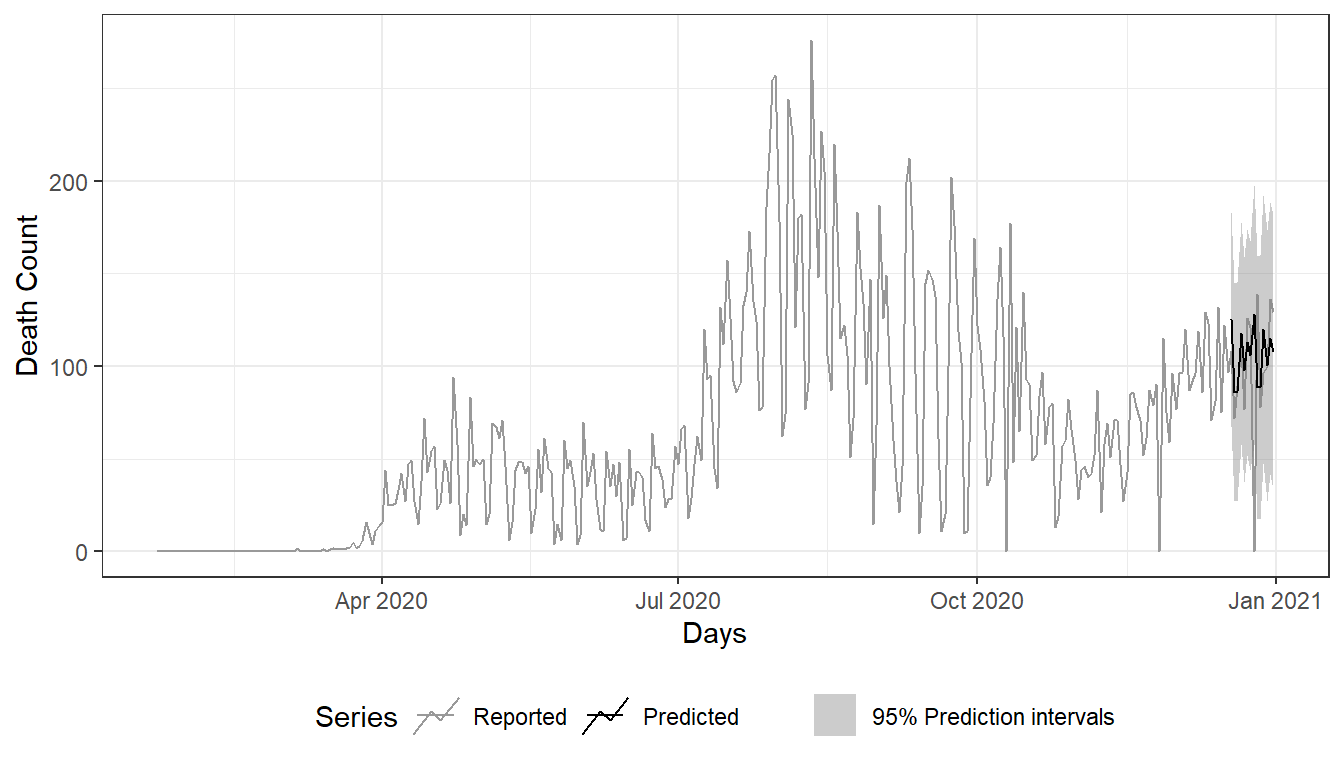 200
100
0
Death Count
Apr 2020 Jul 2020 Oct 2020 Jan 2021
Days
Series Reported Predicted 95% Prediction intervals